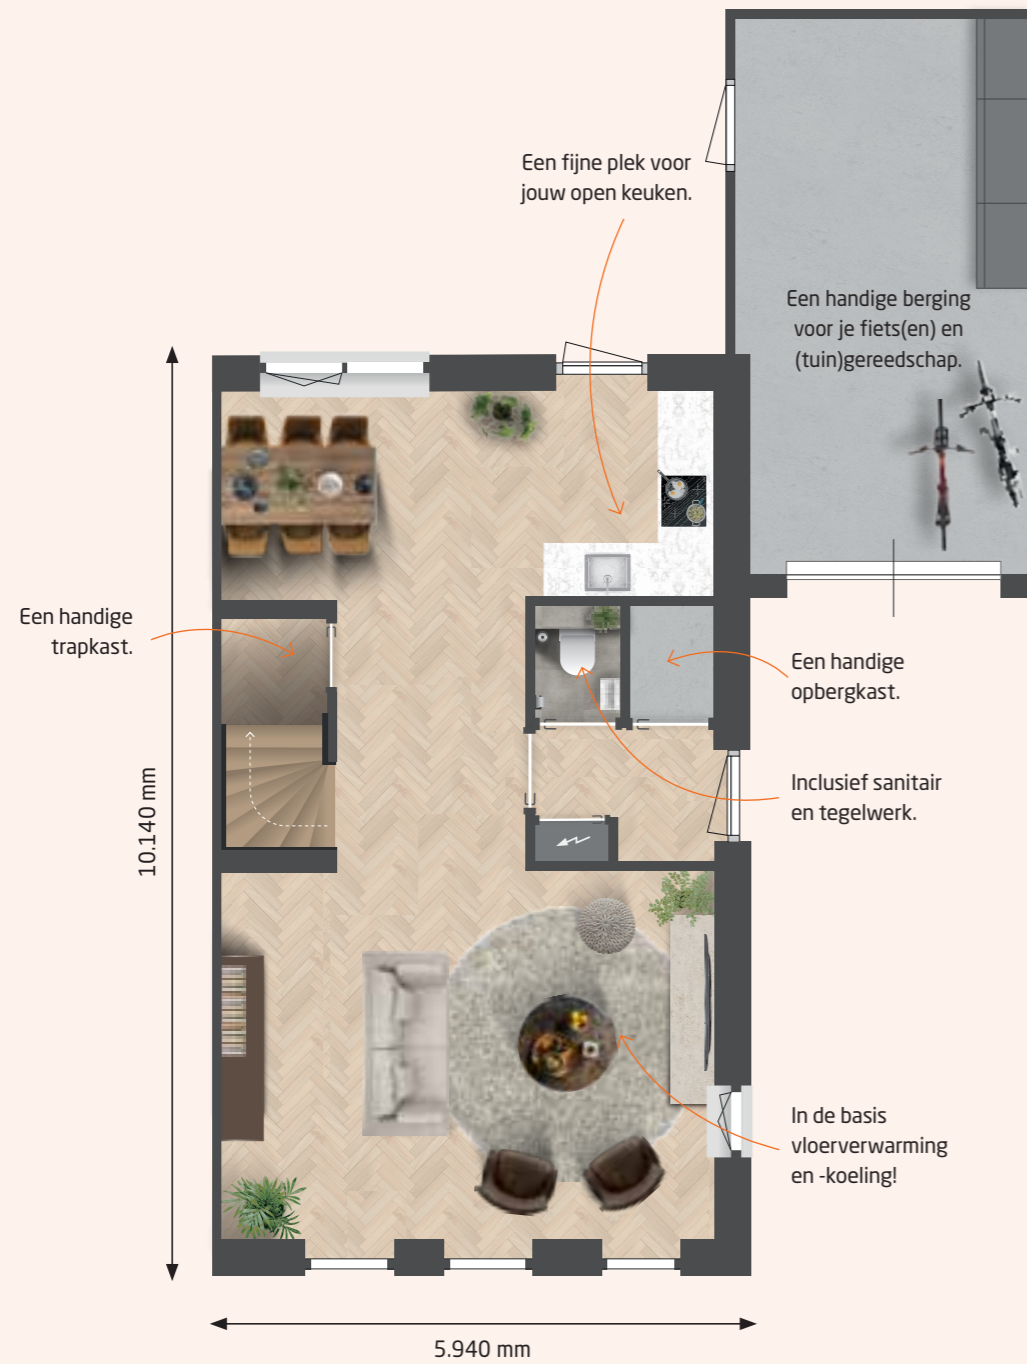 Een fijne plek voor
jouw open keuken.
Een handige berging
voor je fiets(en) en
(tuin)gereedschap.
Een handige
trapkast.
Een handige
opbergkast.
Inclusief sanitair
en tegelwerk.
10.140 mm
In de basis
vloerverwarming
en -koeling!
5.940 mm